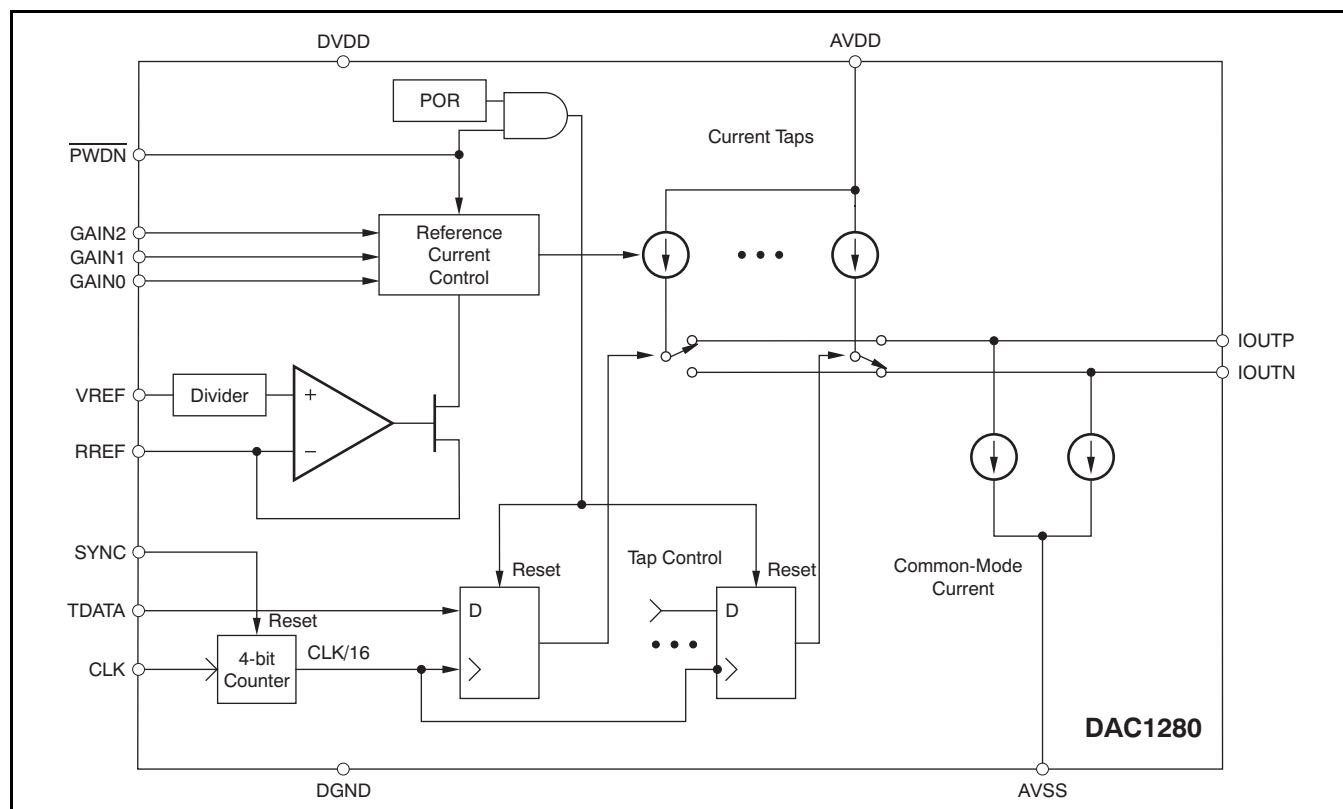 DVDD
AVDD
POR
Current Taps
PWDN
GAIN2
GAIN1
GAIN0
Reference
Current
Control
IOUTP
IOUTN
VREF
Divider
+
RREF
−
SYNC
Reset
Tap Control
Reset
Common-Mode
Current
TDATA
D
D
Reset
CLK
4-bit
Counter
CLK/16
DAC1280
DGND
AVSS